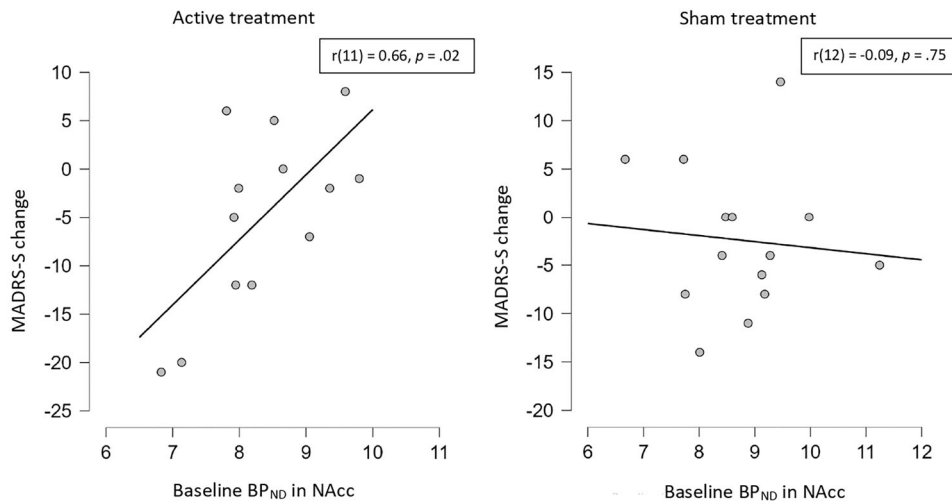 Active treatment
r(11) = 0.66, p = .02
10
5
0
-5
-10
-15
-20
-25
MADRS-S change
6 7 8 9 10 11
Baseline BPND in NAcc
Sham treatment
r(12) = -0.09, p = .75
15
10
5
0
-5
-10
-15
-20
MADRS-S change
6 7 8 9 10 11 12
Baseline BPND in NAcc